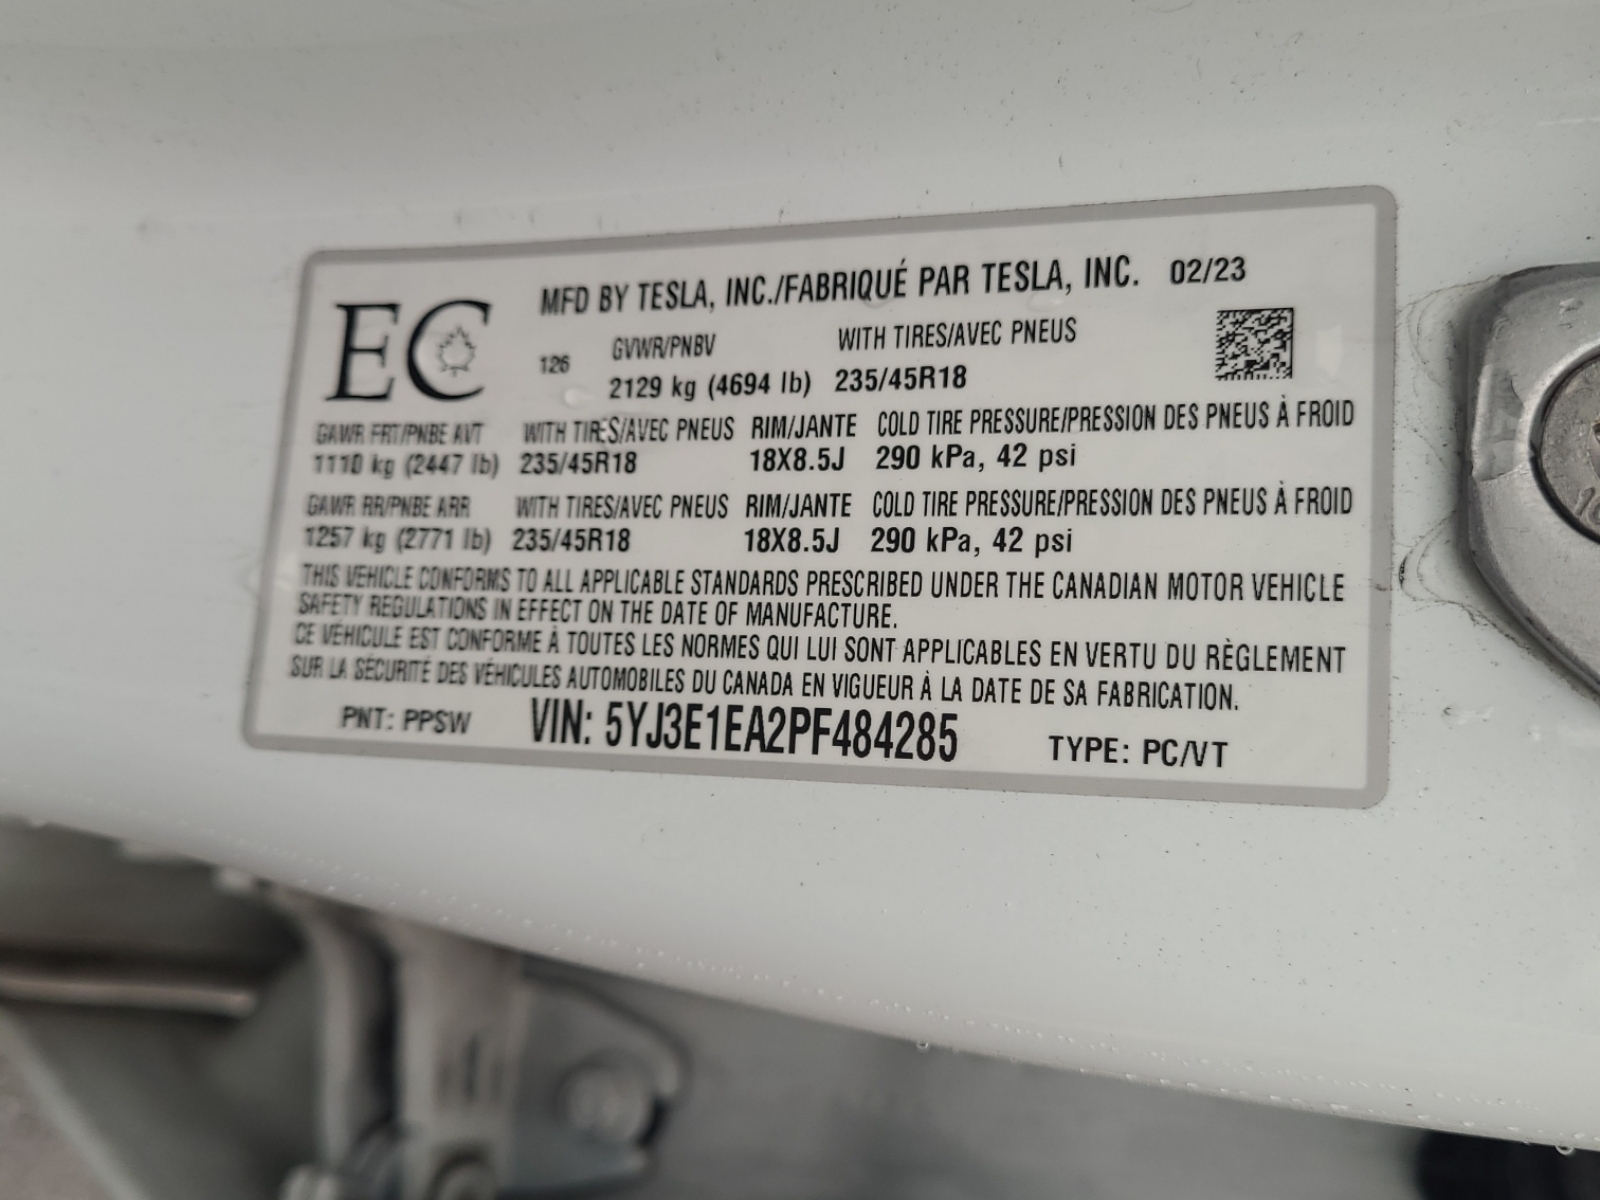 MFD BY TESLA, INC./FABRIQUÉ PAR TESLA, INC. 02/23
EC
126
GVWR/PNBV WITH TIRES/AVEC PNEUS
2129 kg (4694 lb) 235/45R18
GAWR FRT/PNBE AVT WITH TIRES/AVEC PNEUS RIM/JANTE COLD TIRE PRESSURE/PRESSION DES PNEUS À FROID
1110 kg (2447 lb) 235/45R18 18X8.5J 290 kPa, 42 psi
GAWR RR/PNBE ARR WITH TIRES/AVEC PNEUS RIM/JANTE COLD TIRE PRESSURE/PRESSION DES PNEUS À FROID
1257 kg (2771 lb) 235/45R18 18X8.5J 290 kPa, 42 psi
THIS VEHICLE CONFORMS TO ALL APPLICABLE STANDARDS PRESCRIBED UNDER THE CANADIAN MOTOR VEHICLE
SAFETY REGULATIONS IN EFFECT ON THE DATE OF MANUFACTURE.
CE VÉHICULE EST CONFORME À TOUTES LES NORMES QUI LUI SONT APPLICABLES EN VERTU DU RÈGLEMENT
SUR LA SÉCURITÉ DES VÉHICULES AUTOMOBILES DU CANADA EN VIGUEUR À LA DATE DE SA FABRICATION.
PNT: PPSW VIN: 5YJ3E1EA2PF484285 TYPE: PC/VT